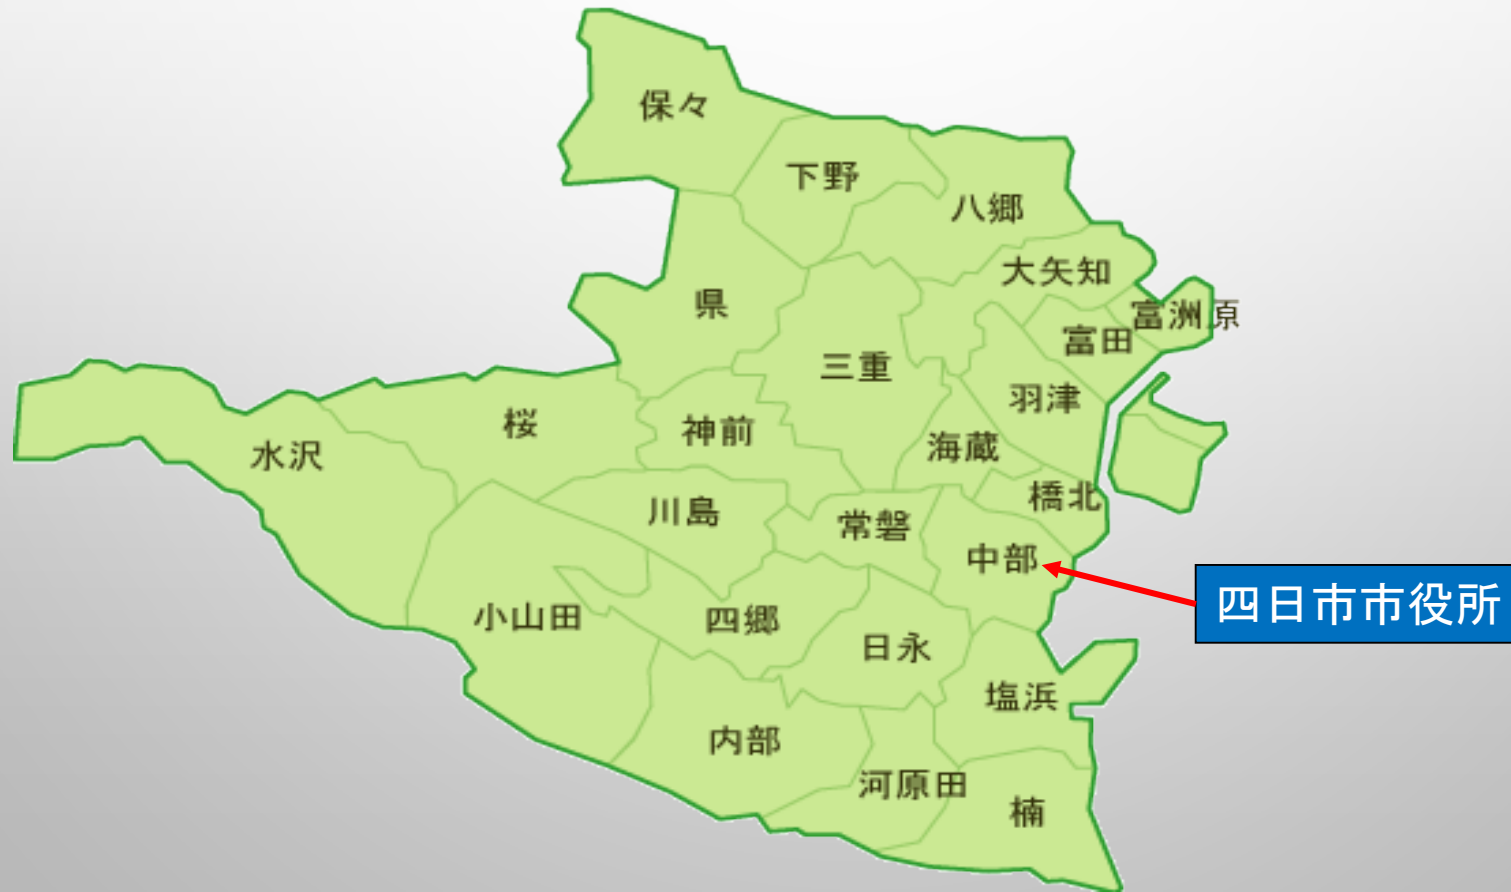 保々
下野
八郷
大矢知
県
富洲原
富田
三重
羽津
桜
神前
海蔵
水沢
橋北
川島
常磐
中部
四日市市役所
小山田
四郷
日永
塩浜
内部
河原田
楠